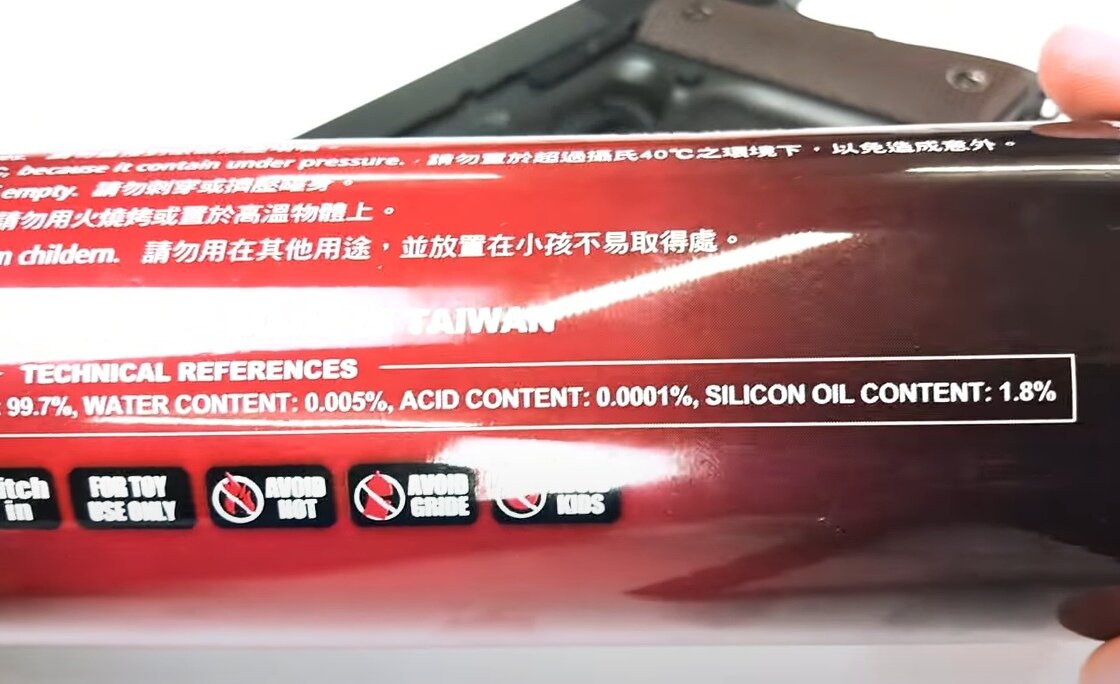 because it contain under pressure. 請勿置於超過攝氏40℃之環境下,以免造成意外。
empty. 請勿刺穿或擠壓罐身。
請勿用火燒烤或置於高溫物體上。
childern. 請勿用在其他用途,並放置在小孩不易取得處。
TAIWAN
TECHNICAL REFERENCES
: 99.7%, WATER CONTENT: 0.005%, ACID CONTENT: 0.0001%, SILICON OIL CONTENT: 1.8%
in
FOR TOY
USE ONLY
AVOID
HOT
AVOID
GRIDE
KIDS